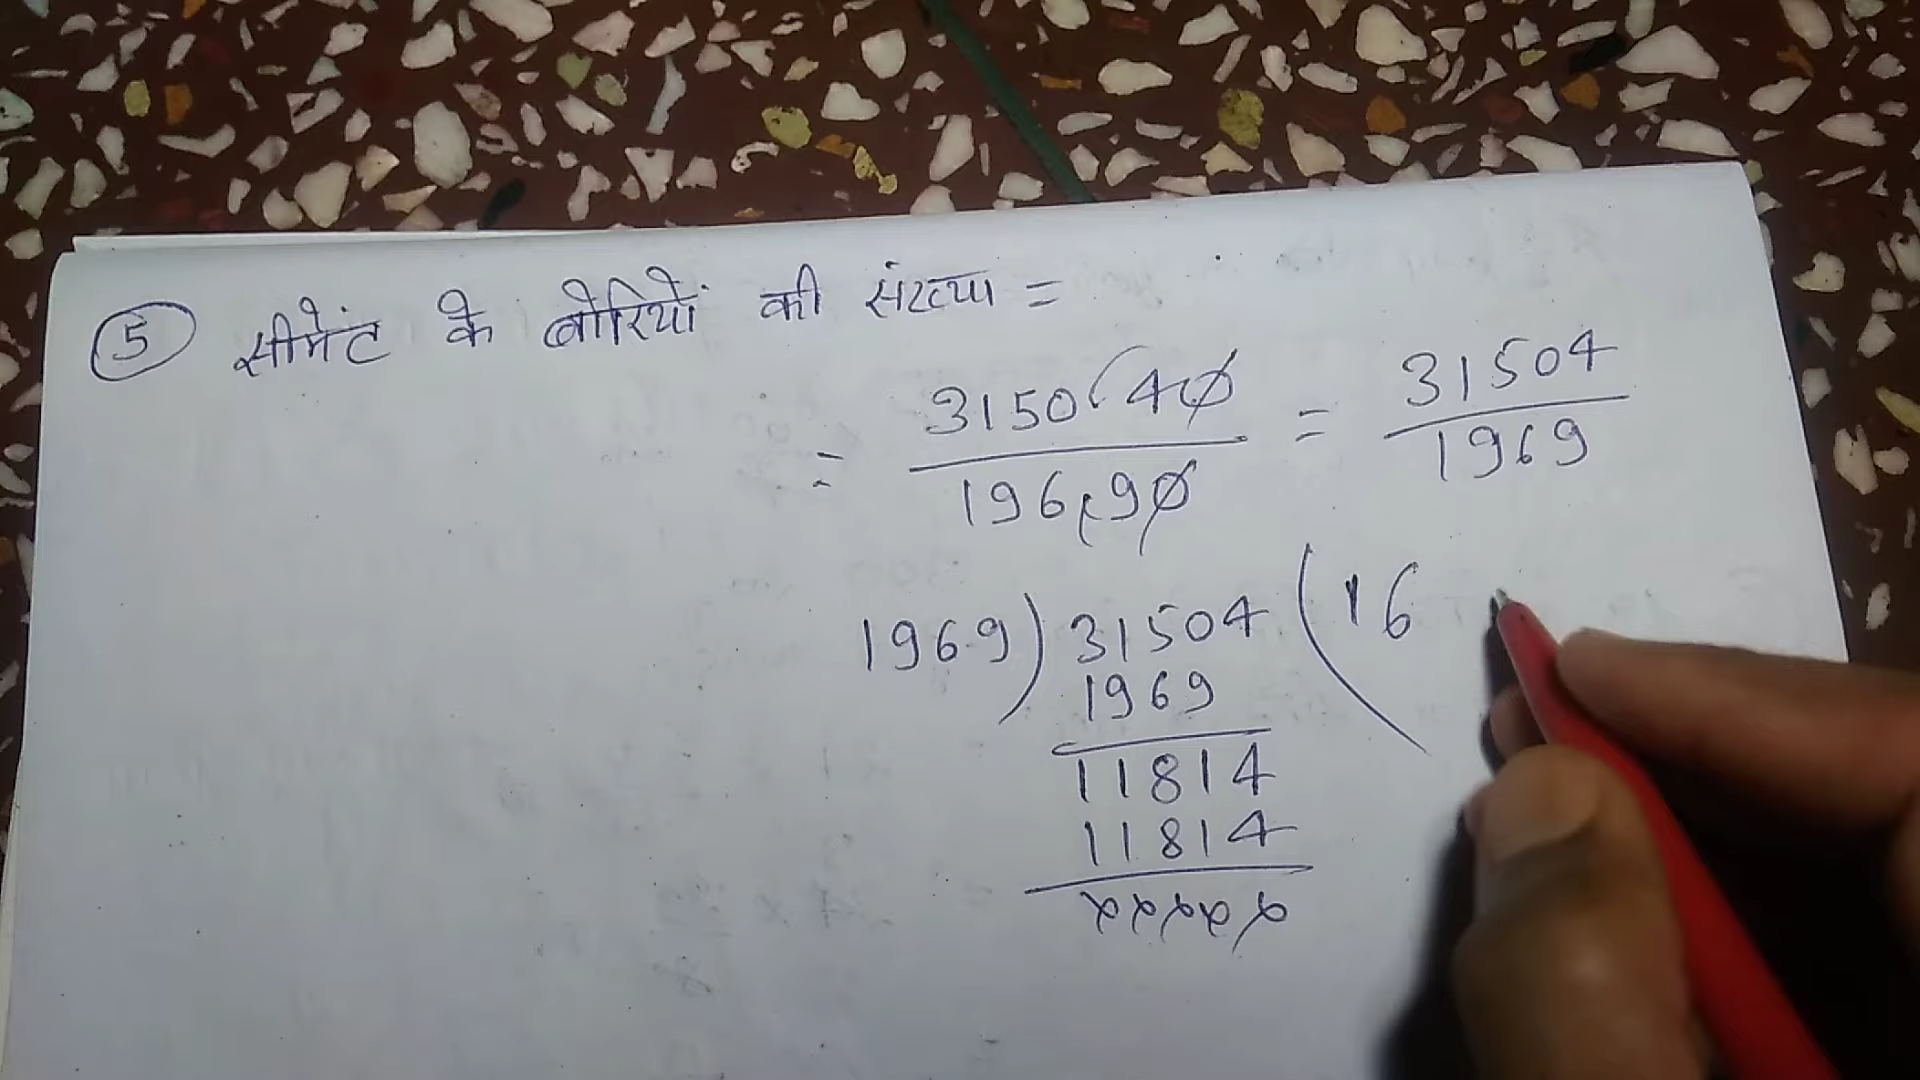 5 सीमेंट के बोरियों की संख्या =
= 3150.40 / 196.90 = 31504 / 1969
1969 ) 31504 ( 16
1969
11814
11814
xxxxx